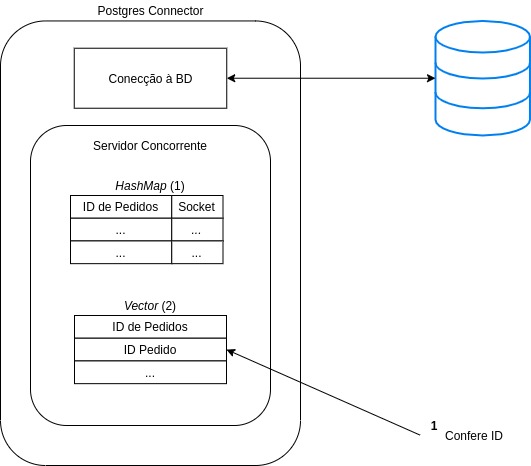 Postgres Connector
Conecção à BD
Servidor Concorrente
HashMap (1)
ID de Pedidos Socket
... ...
... ...
Vector (2)
ID de Pedidos
ID Pedido
...
1
Confere ID